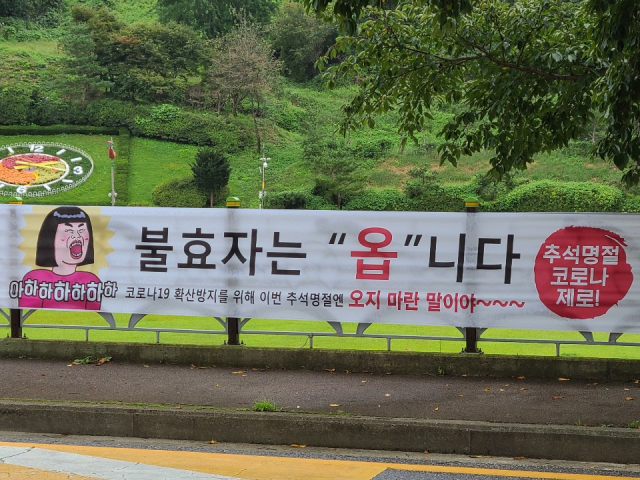 불효자는 “옵”니다
아하하하하하하
코로나19 확산방지를 위해 이번 추석명절엔 오지 마란 말이야~~~~
추석명절
코로나
제로!